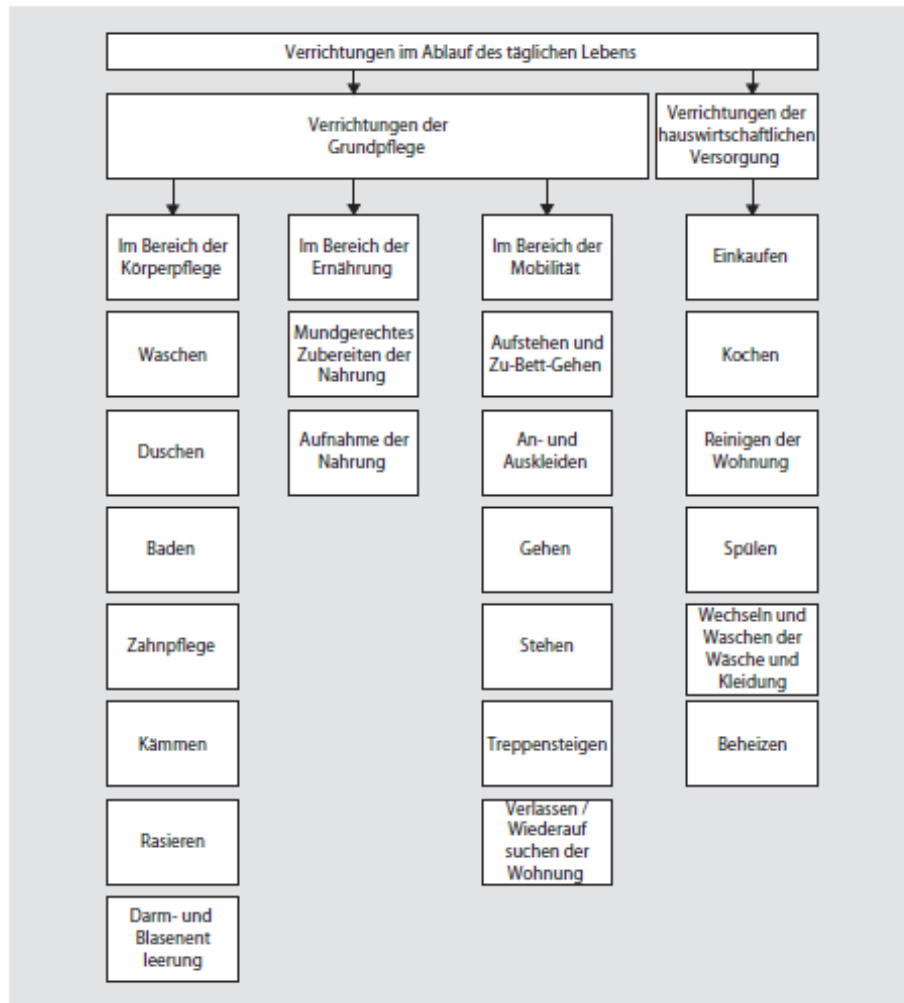 Verrichtungen im Ablauf des täglichen Lebens
Verrichtungen der
Grundpflege
Verrichtungen der
hauswirtschaftlichen
Versorgung
Im Bereich der
Körperpflege
Waschen
Duschen
Baden
Zahnpflege
Kämmen
Rasieren
Darm- und
Blasenent
leerung
Im Bereich der
Ernährung
Mundgerechtes
Zubereiten der
Nahrung
Aufnahme der
Nahrung
Im Bereich der
Mobilität
Aufstehen und
Zu-Bett-Gehen
An- und
Auskleiden
Gehen
Stehen
Treppensteigen
Verlassen /
Wiederauf
suchen der
Wohnung
Einkaufen
Kochen
Reinigen der
Wohnung
Spülen
Wechseln und
Waschen der
Wäsche und
Kleidung
Beheizen